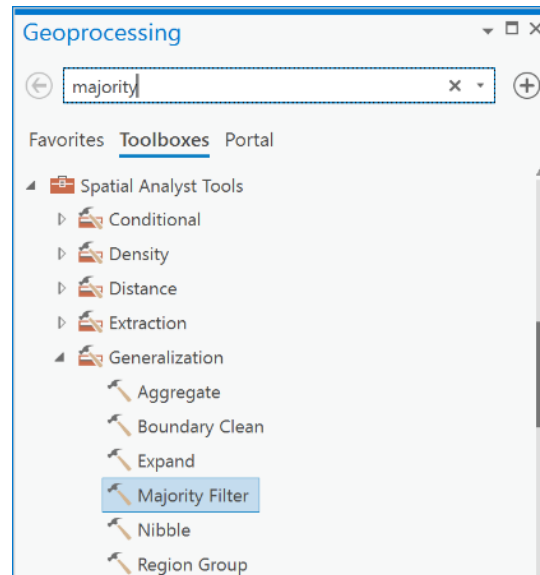 Geoprocessing
majority
Favorites Toolboxes Portal
Spatial Analyst Tools
Conditional
Density
Distance
Extraction
Generalization
Aggregate
Boundary Clean
Expand
Majority Filter
Nibble
Region Group